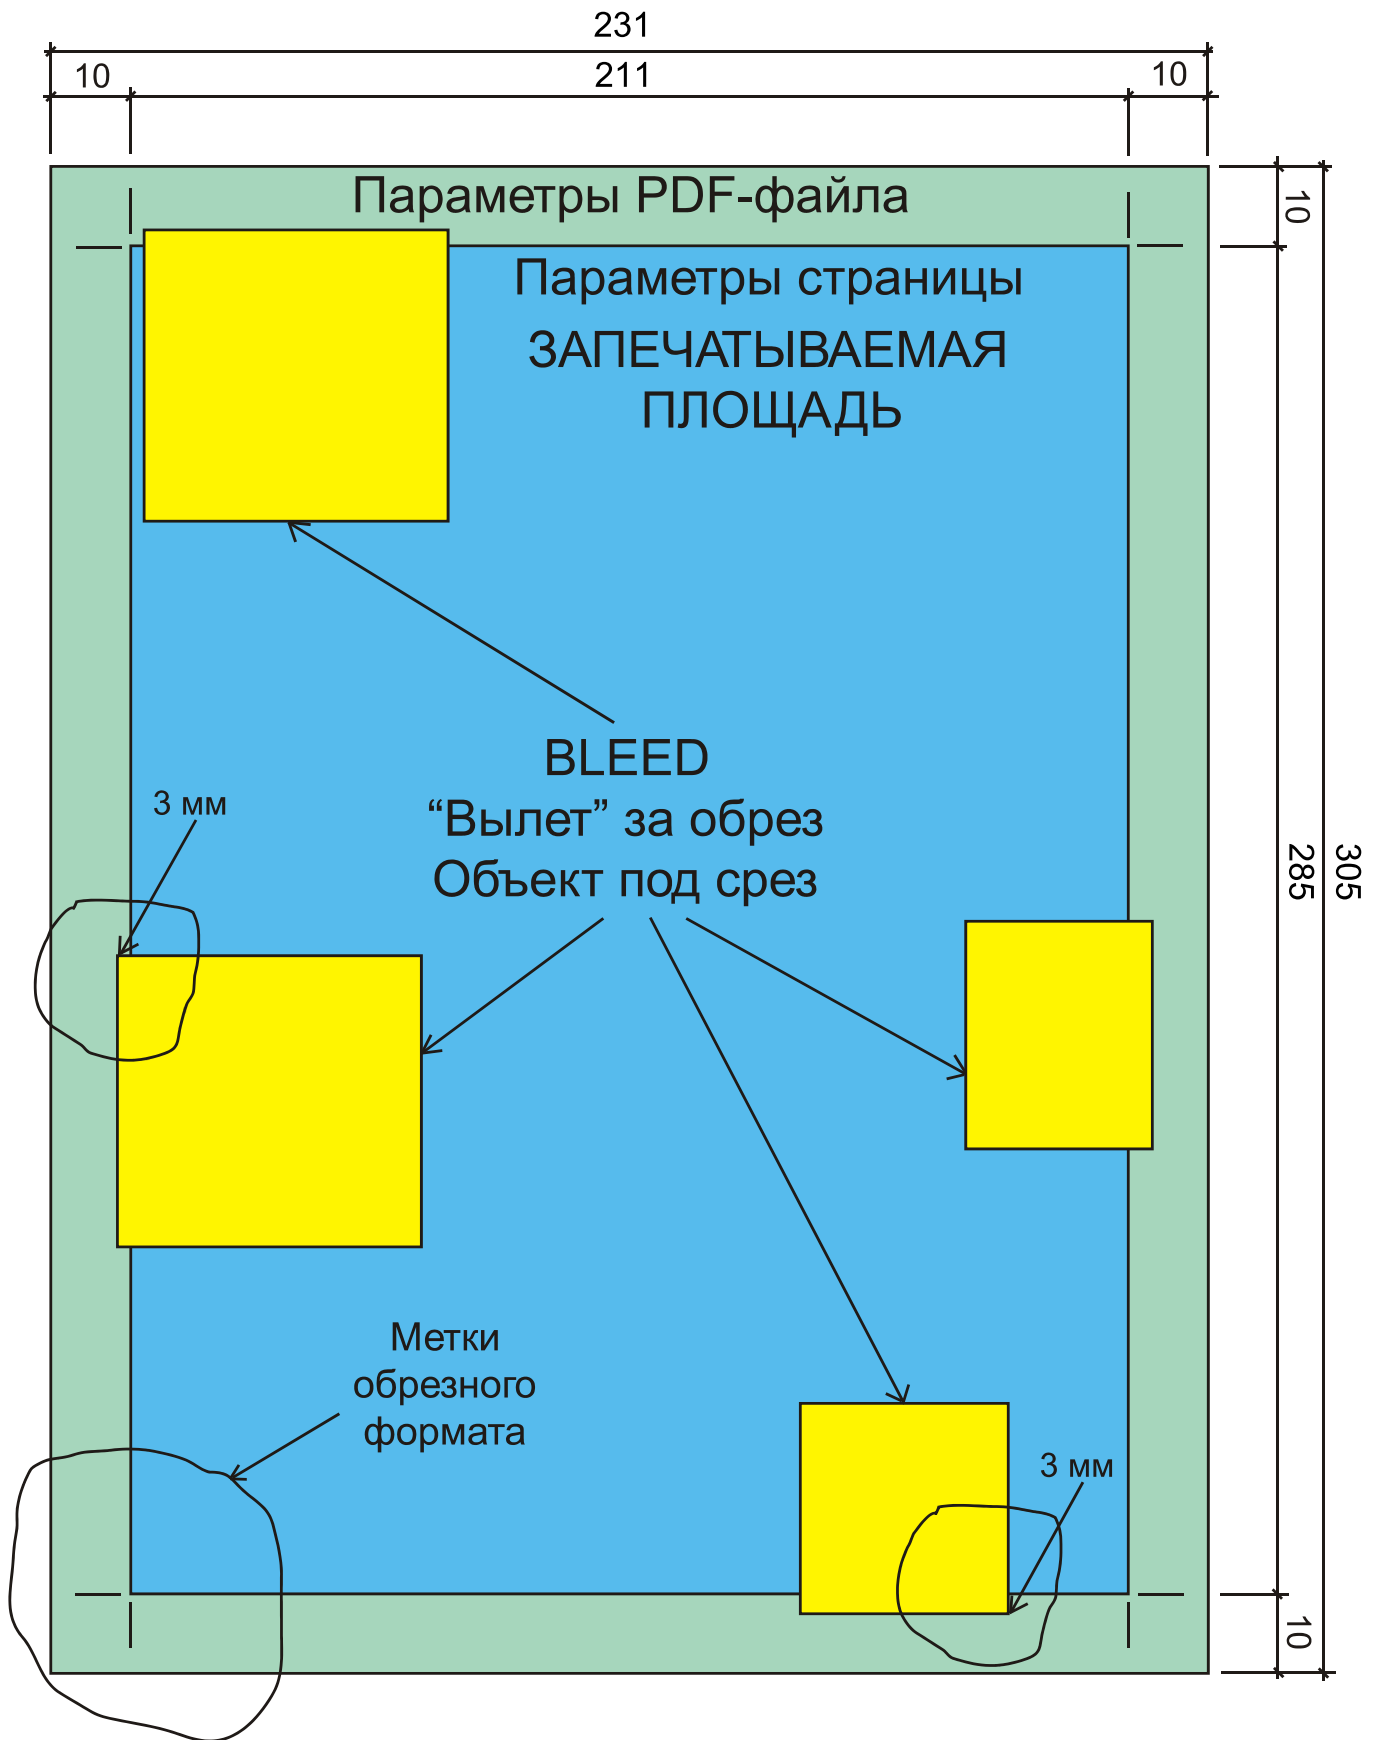 231
10
211
10
Параметры PDF-файла
10
Параметры страницы
ЗАПЕЧАТЫВАЕМАЯ
ПЛОЩАДЬ
BLEED
“Вылет” за обрез
Объект под срез
3 мм
285
305
Метки
обрезного
формата
3 мм
10